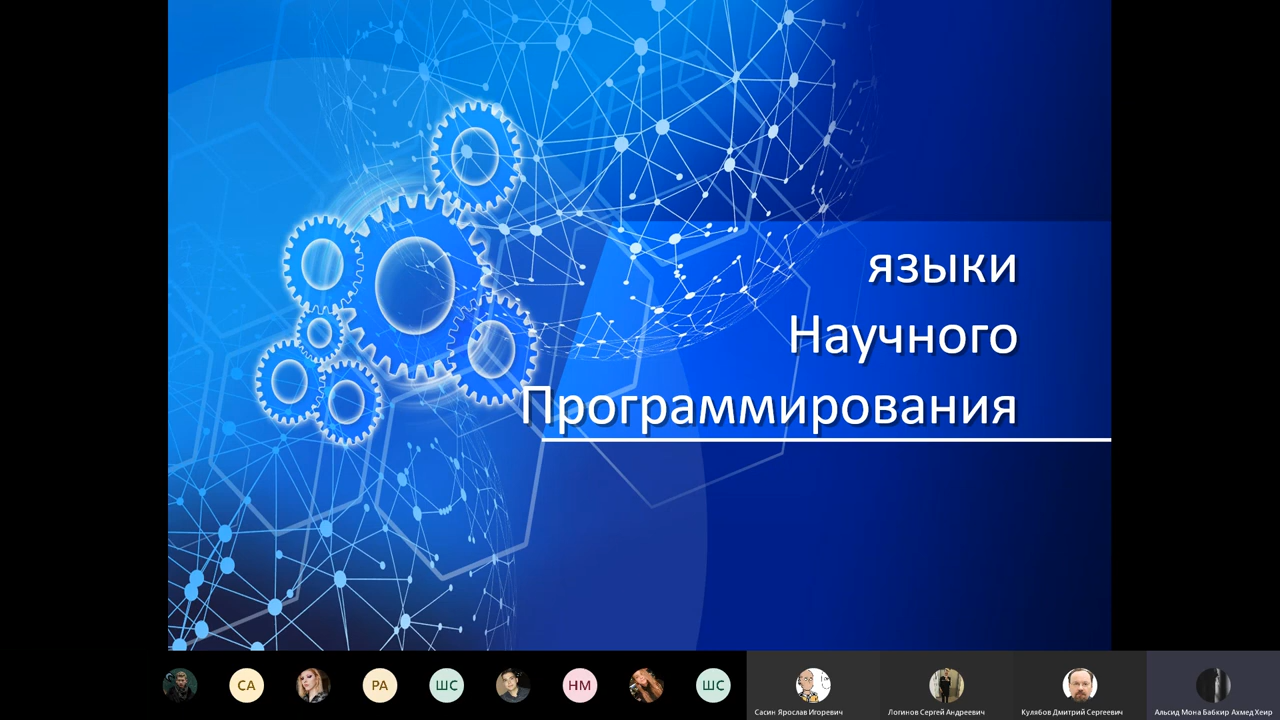 языки
Научного
Программирования
СА
РА
ШС
НМ
ШС
Сасин Ярослав Игоревич
Логинов Сергей Андреевич
Кулябов Дмитрий Сергеевич
Альсид Мона Бабкир Ахмед Хеир